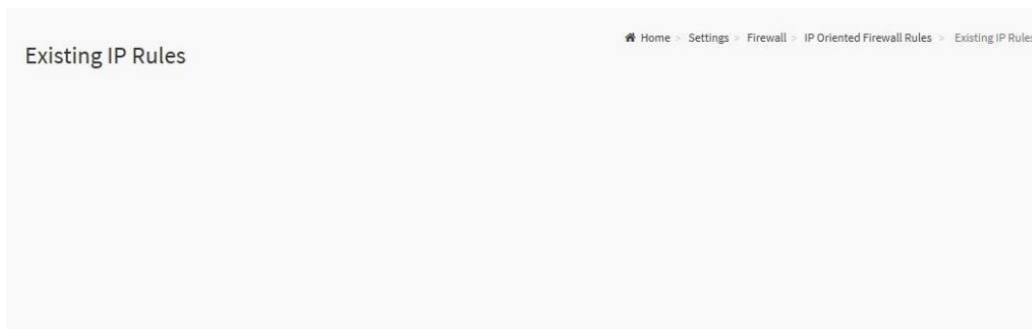 Home > Settings > Firewall > IP Oriented Firewall Rules > Existing IP Rules
Existing IP Rules